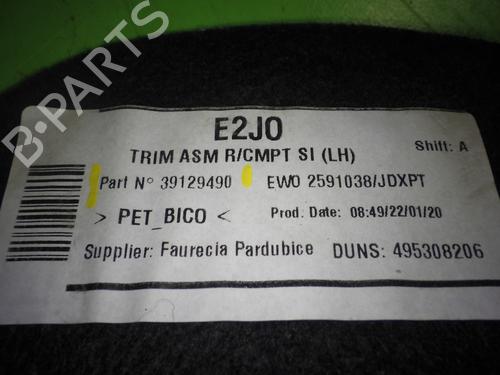 E2JO
TRIM ASM R/CMPT SI (LH) Shift: A
Part N° 39129490 EWO 2591038/JDXPT
> PET_BICO < Prod. Date: 08:49/22/01/20
Supplier: Faurecia Pardubice DUNS: 495308206
B PARTS